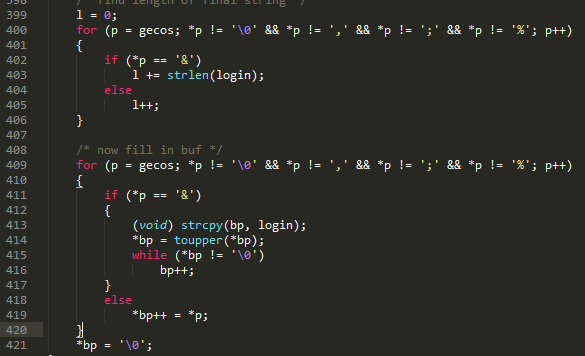 398 /* find length of final string */
399 l = 0;
400 for (p = gecos; *p != '\0' && *p != ',' && *p != ';' && *p != '%'; p++)
401 {
402 if (*p == '&')
403 l += strlen(login);
404 else
405 l++;
406 }
407
408 /* now fill in buf */
409 for (p = gecos; *p != '\0' && *p != ',' && *p != ';' && *p != '%'; p++)
410 {
411 if (*p == '&')
412 {
413 (void) strcpy(bp, login);
414 *bp = toupper(*bp);
415 while (*bp != '\0')
416 bp++;
417 }
418 else
419 *bp++ = *p;
420 }
421 *bp = '\0';